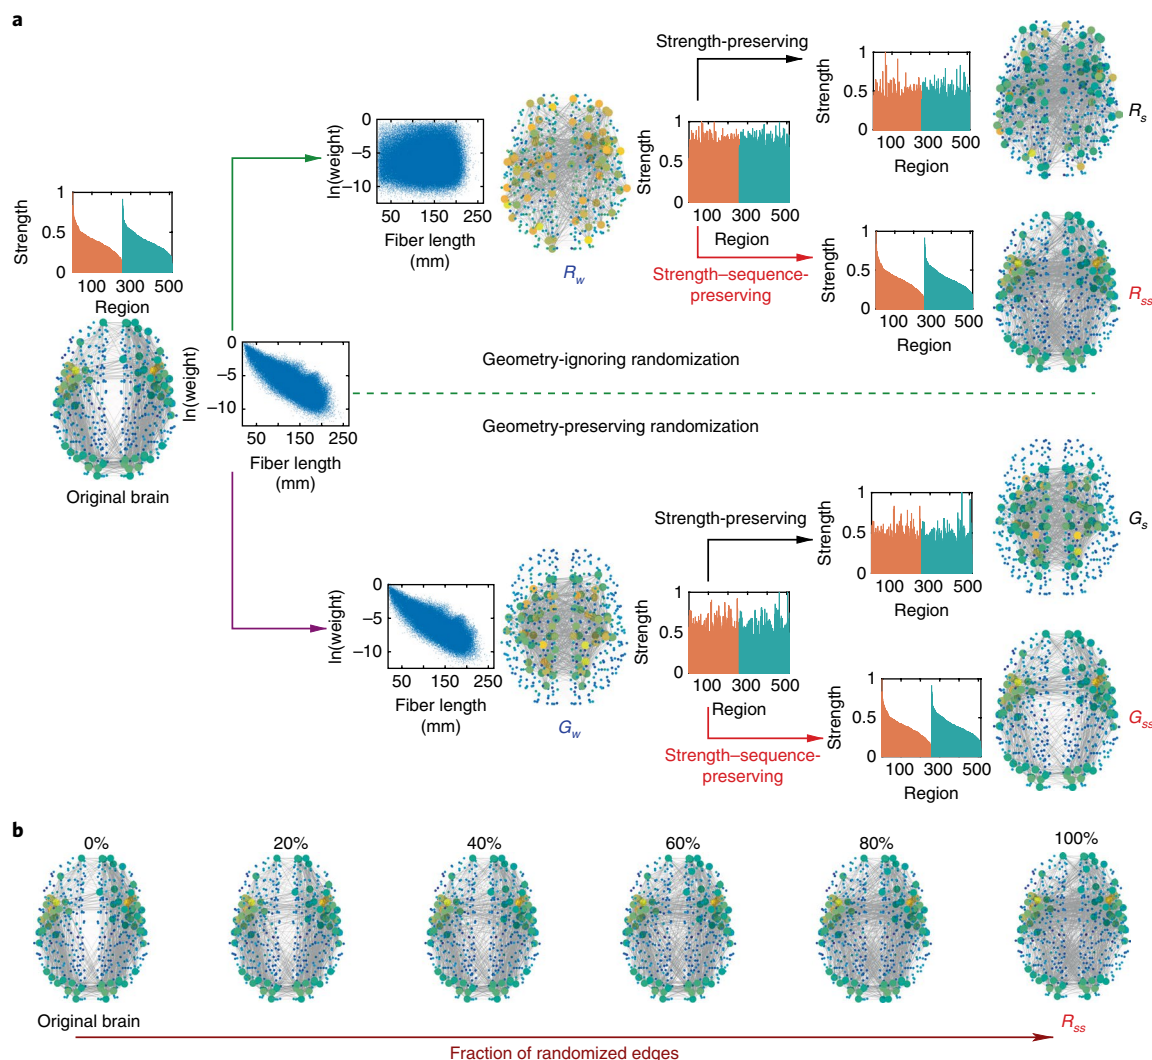 a
Strength-preserving
1
0.5
0
Strength
100 300 500
Region
R_s
0
−5
−10
ln(weight)
50 150 250
Fiber length
(mm)
R_w
1
0.5
0
Strength
100 300 500
Region
Strength–sequence-
preserving
1
0.5
0
Strength
100 300 500
Region
R_ss
1
0.5
0
Strength
100 300 500
Region
Original brain
0
−5
−10
ln(weight)
50 150 250
Fiber length
(mm)
Geometry-ignoring randomization
Geometry-preserving randomization
Strength-preserving
1
0.5
0
Strength
100 300 500
Region
G_s
0
−5
−10
ln(weight)
50 150 250
Fiber length
(mm)
G_w
1
0.5
0
Strength
100 300 500
Region
Strength–sequence-
preserving
1
0.5
0
Strength
100 300 500
Region
G_ss
b
0% 20% 40% 60% 80% 100%
Original brain
R_ss
Fraction of randomized edges